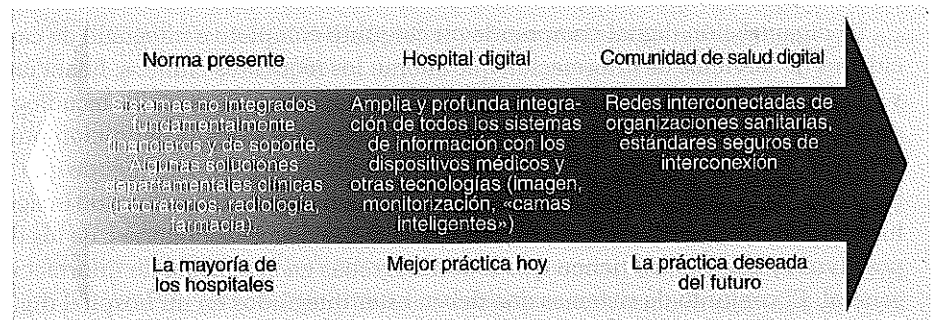 Norma presente
Sistemas no integrados
fundamentalmente
financieros y de soporte.
Algunas soluciones
departamentales clínicas
(laboratorios, radiología,
farmacia).
La mayoría de
los hospitales
Hospital digital
Amplia y profunda integra-
ción de todos los sistemas
de información con los
dispositivos médicos y
otras tecnologías (imagen,
monitorización, «camas
inteligentes»)
Mejor práctica hoy
Comunidad de salud digital
Redes interconectadas de
organizaciones sanitarias,
estándares seguros de
interconexión
La práctica deseada
del futuro